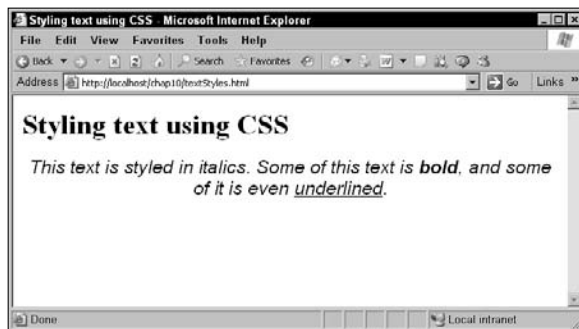 Styling text using CSS - Microsoft Internet Explorer
File Edit View Favorites Tools Help
Back Search Favorites
Address http://localhost/chap10/textStyles.html Go Links »
Styling text using CSS
This text is styled in italics. Some of this text is bold, and some
of it is even underlined.
Done Local intranet